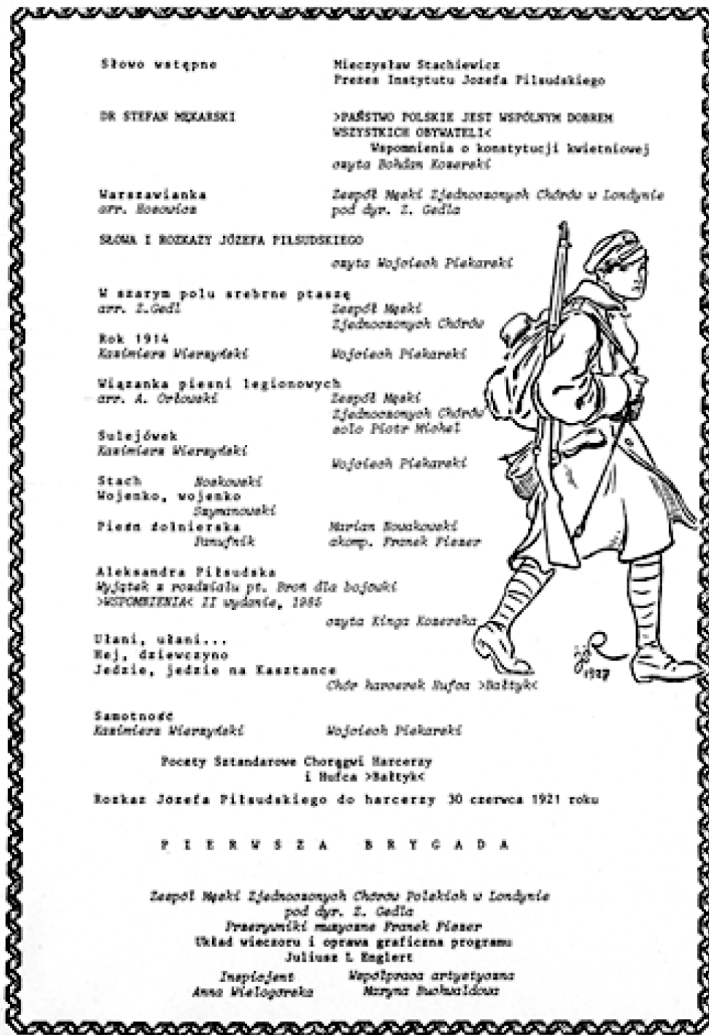 Słowo wstępne Mieczysław Stachiewicz
Prezes Instytutu Jozefa Piłsudskiego
DR STEFAN MĘKARSKI >PAŃSTWO POLSKIE JEST WSPÓLNYM DOBREM
WSZYSTKICH OBYWATELI<
Wspomnienia o konstytucji kwietniowej
czyta Bohdan Kozerski
Warszawianka Zespół Męski Zjednoczonych Chórów w Londynie
arr. Hosowicz pod dyr. Z. Gedla
SŁOWA I ROZKAZY JÓZEFA PIŁSUDSKIEGO
czyta Wojciech Piekarski
W szarym polu srebrne ptaszę
arr. Z.Gedl Zespół Męski
Zjednoczonych Chórów
Rok 1914
Kazimierz Wierzyński Wojciech Piekarski
Wiązanka piesni legionowych
arr. A. Orłowski Zespół Męski
Zjednoczonych Chórów
solo Piotr Michel
Sulejówek
Kazimierz Wierzyński
Wojciech Piekarski
Stach Noskowski
Wojenko, wojenko
Szymanowski
Pieśn żołnierska Marian Nowakowski
Panufnik akomp. Franek Piezer
Aleksandra Piłsudska
Wyjątek z rozdziału pt. Broń dla bojówki
>WSPOMNIENIA< II wydanie, 1985
czyta Kinga Kozerska
Ułani, ułani...
Hej, dziewczyno
Jedzie, jedzie na Kasztance
Chór harcerek Hufca >Bałtyk<
1927
Samotność
Kazimierz Wierzyński Wojciech Piekarski
Poczty Sztandarowe Chorągwi Harcerzy
i Hufca >Bałtyk<
Rozkaz Józefa Piłsudskiego do harcerzy 30 czerwca 1921 roku
P I E R W S Z A B R Y G A D A
Zespół Męski Zjednoczonych Chórów Polskich w Londynie
pod dyr. Z. Gedla
Przerywniki muzyczne Franek Piezer
Układ wieczoru i oprawa graficzna programu
Juliusz L Englert
Inspicjent Współpraca artystyczna
Anna Wielogórska Maryna Buchwaldowa